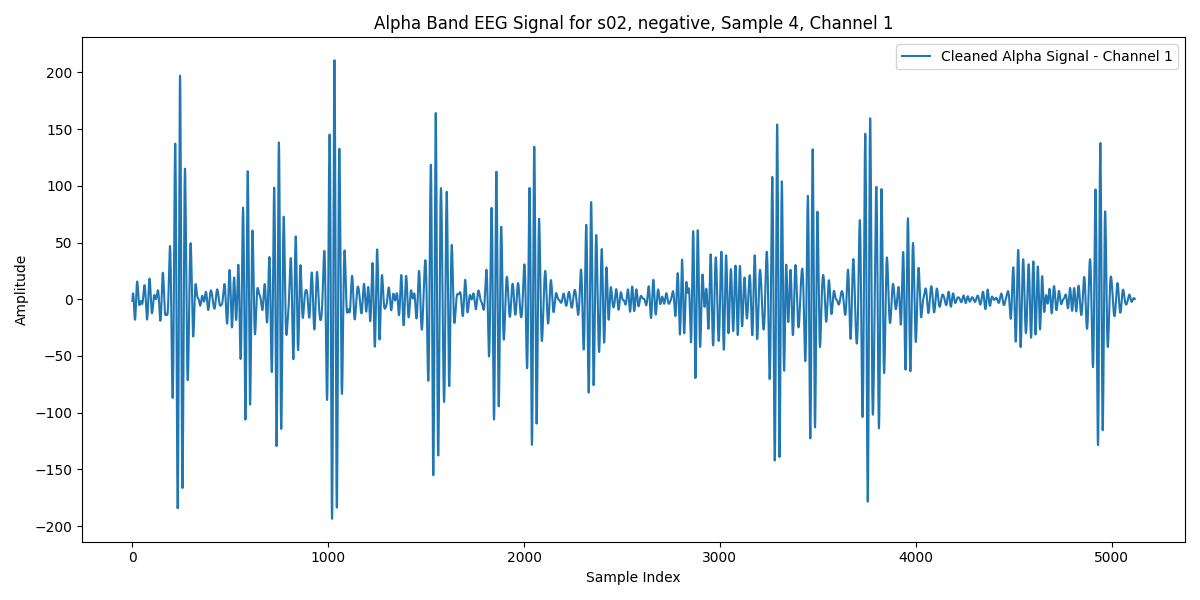 Alpha Band EEG Signal for s02, negative, Sample 4, Channel 1
Cleaned Alpha Signal - Channel 1
Amplitude
200
150
100
50
0
−50
−100
−150
−200
0 1000 2000 3000 4000 5000
Sample Index